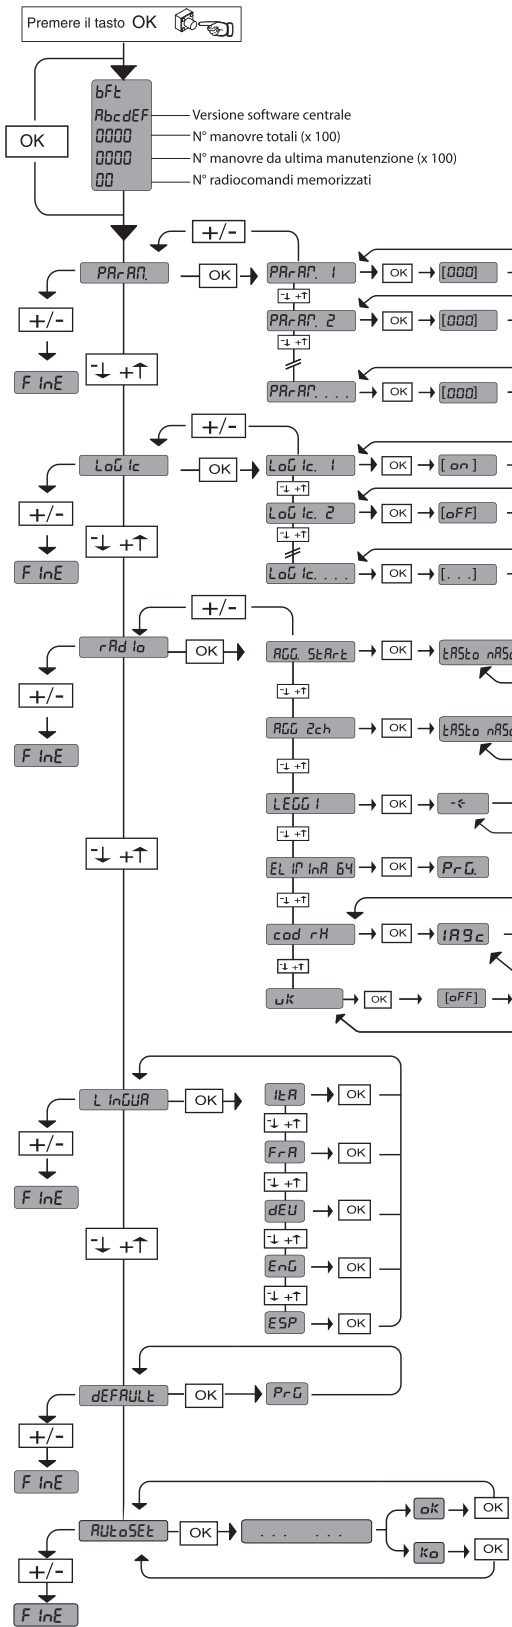 Premere il tasto OK
bFt
AbcdEF
0000
0000
00
OK
Versione software centrale
N° manovre totali (x 100)
N° manovre da ultima manutenzione (x 100)
N° radiocomandi memorizzati
+/-
PArAM.
OK
PArAM. 1
OK
[000]
-↓ +↑
+/-
PArAM. 2
OK
[000]
-↓ +↑
FInE
-↓ +↑
PArAM. . . .
OK
[000]
+/-
LoGIc
OK
LoGIc. 1
OK
[on]
-↓ +↑
+/-
LoGIc. 2
OK
[oFF]
-↓ +↑
-↓ +↑
FInE
LoGIc. . . .
OK
[. . .]
+/-
rAdIo
OK
AGG. StArt
OK
tASto nASc
+/-
-↓ +↑
FInE
AGG 2ch
OK
tASto nASc
-↓ +↑
LEGGI
OK
-↓ +↑
-↓ +↑
ELIMInA 64
OK
PrG.
-↓ +↑
cod rH
OK
1A9c
-↓ +↑
uK
OK
[oFF]
LInGUA
OK
ItA
OK
-↓ +↑
+/-
FrA
OK
-↓ +↑
FInE
dEU
OK
-↓ +↑
-↓ +↑
EnG
OK
-↓ +↑
ESP
OK
dEFAULt
OK
PrG
+/-
FInE
AUtoSEt
OK
. . . . . .
oK
OK
Ko
OK
+/-
FInE